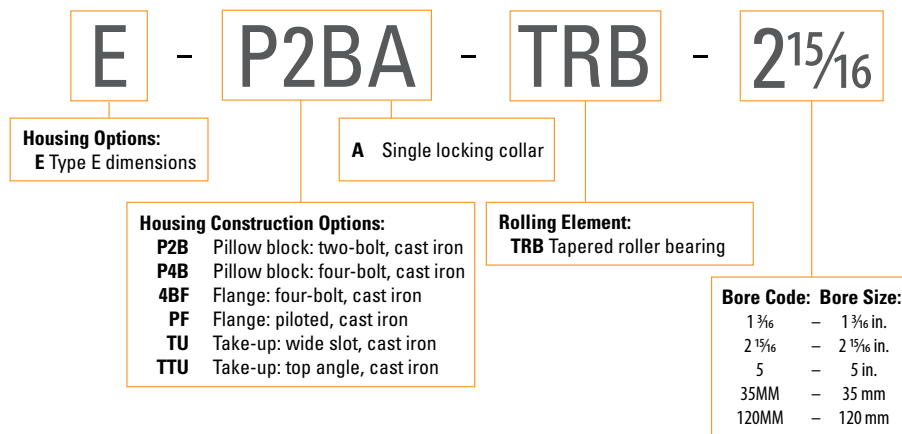 E - P2BA - TRB - 2 15/16
Housing Options:
E Type E dimensions
A Single locking collar
Housing Construction Options:
P2B Pillow block: two-bolt, cast iron
P4B Pillow block: four-bolt, cast iron
4BF Flange: four-bolt, cast iron
PF Flange: piloted, cast iron
TU Take-up: wide slot, cast iron
TTU Take-up: top angle, cast iron
Rolling Element:
TRB Tapered roller bearing
Bore Code: Bore Size:
1 3/16 – 1 3/16 in.
2 15/16 – 2 15/16 in.
5 – 5 in.
35MM – 35 mm
120MM – 120 mm